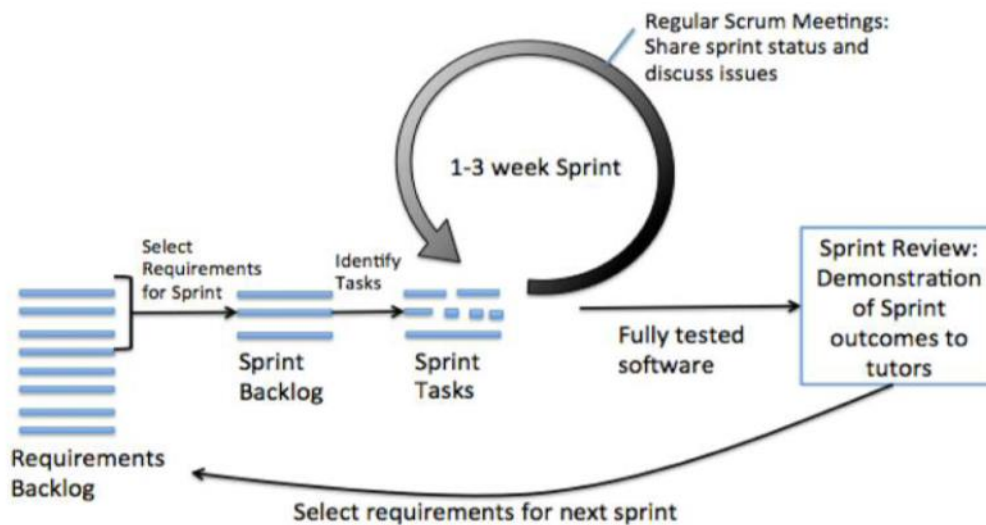 Regular Scrum Meetings:
Share sprint status and
discuss issues
1-3 week Sprint
Select
Requirements
for Sprint
Identify
Tasks
Sprint Review:
Demonstration
of Sprint
outcomes to
tutors
Fully tested
software
Sprint
Backlog
Sprint
Tasks
Requirements
Backlog
Select requirements for next sprint